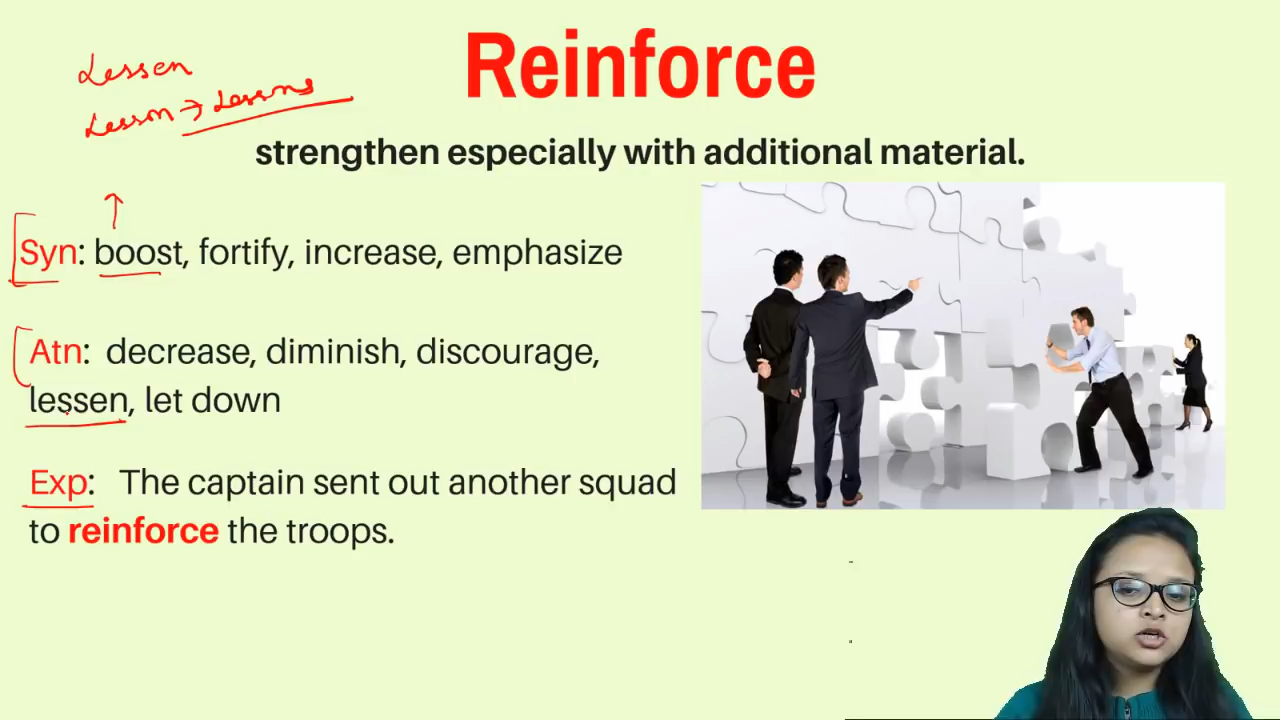 Reinforce
Lessen
Lesson → Lessons
strengthen especially with additional material.
Syn: boost, fortify, increase, emphasize
Atn: decrease, diminish, discourage,
lessen, let down
Exp: The captain sent out another squad
to reinforce the troops.